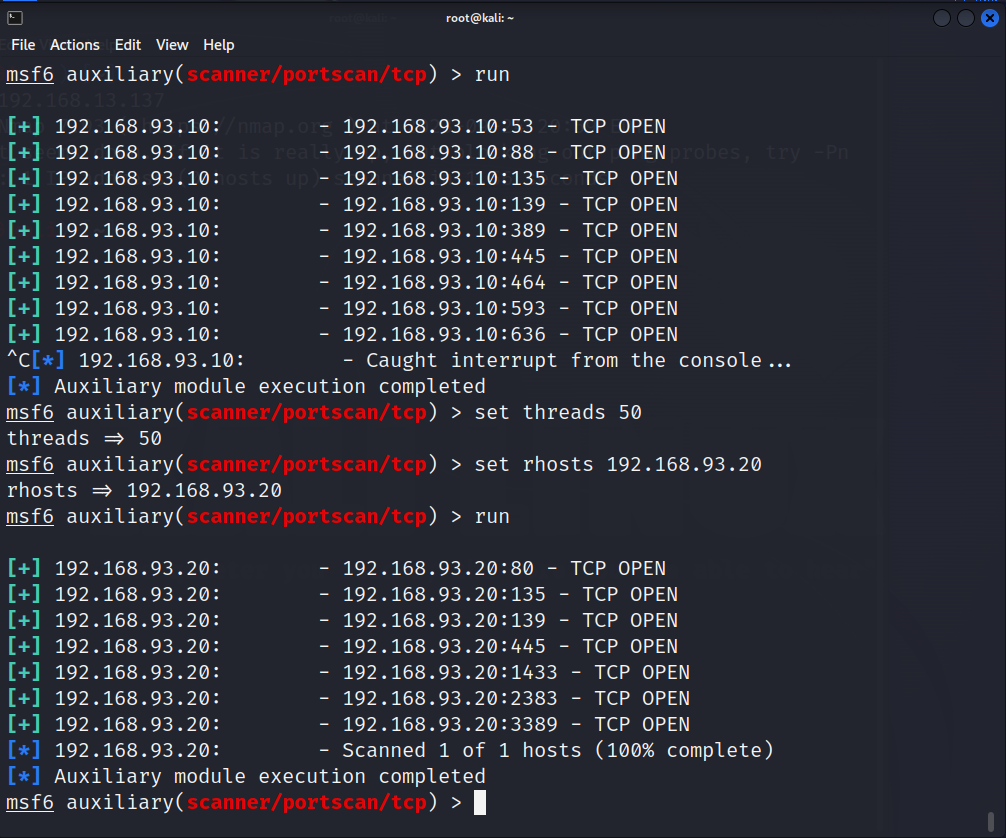 root@kali: ~
File Actions Edit View Help
msf6 auxiliary(scanner/portscan/tcp) > run
192.168.13.137
[+] 192.168.93.10: - 192.168.93.10:53 - TCP OPEN
[+] 192.168.93.10: - 192.168.93.10:88 - TCP OPEN
[+] 192.168.93.10: - 192.168.93.10:135 - TCP OPEN
[+] 192.168.93.10: - 192.168.93.10:139 - TCP OPEN
[+] 192.168.93.10: - 192.168.93.10:389 - TCP OPEN
[+] 192.168.93.10: - 192.168.93.10:445 - TCP OPEN
[+] 192.168.93.10: - 192.168.93.10:464 - TCP OPEN
[+] 192.168.93.10: - 192.168.93.10:593 - TCP OPEN
[+] 192.168.93.10: - 192.168.93.10:636 - TCP OPEN
^C[*] 192.168.93.10: - Caught interrupt from the console...
[*] Auxiliary module execution completed
msf6 auxiliary(scanner/portscan/tcp) > set threads 50
threads => 50
msf6 auxiliary(scanner/portscan/tcp) > set rhosts 192.168.93.20
rhosts => 192.168.93.20
msf6 auxiliary(scanner/portscan/tcp) > run
[+] 192.168.93.20: - 192.168.93.20:80 - TCP OPEN
[+] 192.168.93.20: - 192.168.93.20:135 - TCP OPEN
[+] 192.168.93.20: - 192.168.93.20:139 - TCP OPEN
[+] 192.168.93.20: - 192.168.93.20:445 - TCP OPEN
[+] 192.168.93.20: - 192.168.93.20:1433 - TCP OPEN
[+] 192.168.93.20: - 192.168.93.20:2383 - TCP OPEN
[+] 192.168.93.20: - 192.168.93.20:3389 - TCP OPEN
[*] 192.168.93.20: - Scanned 1 of 1 hosts (100% complete)
[*] Auxiliary module execution completed
msf6 auxiliary(scanner/portscan/tcp) >